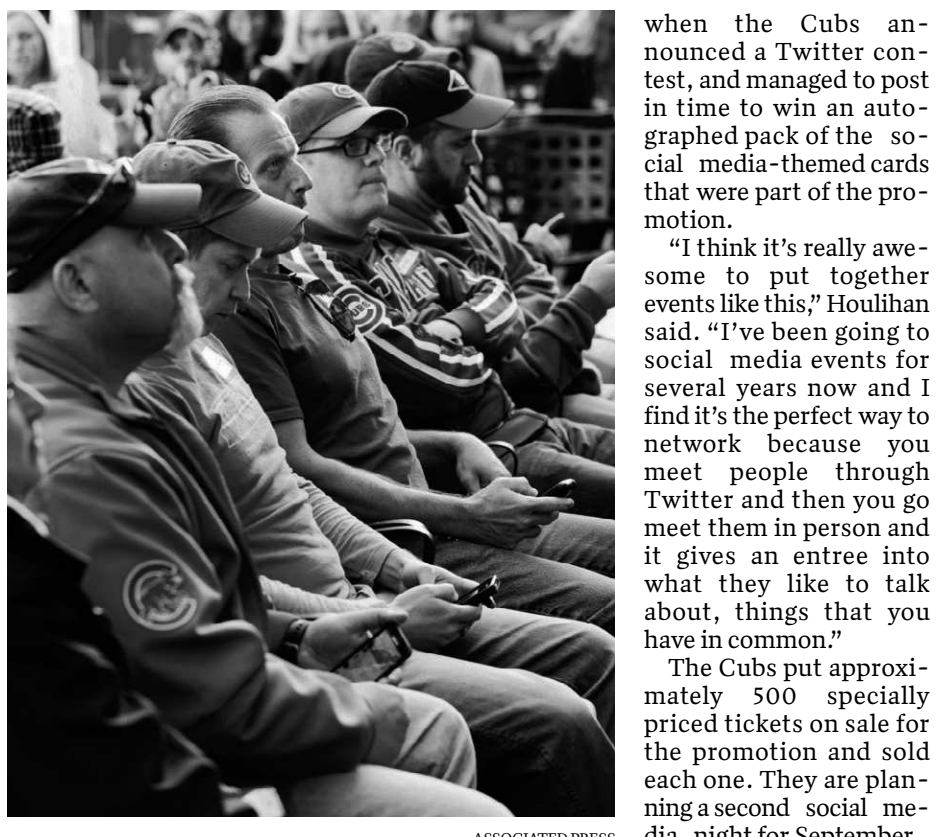 ASSOCIATED PRESS
when the Cubs an-
nounced a Twitter con-
test, and managed to post
in time to win an auto-
graphed pack of the so-
cial media-themed cards
that were part of the pro-
motion.
“I think it’s really awe-
some to put together
events like this,” Houlihan
said. “I’ve been going to
social media events for
several years now and I
find it’s the perfect way to
network because you
meet people through
Twitter and then you go
meet them in person and
it gives an entree into
what they like to talk
about, things that you
have in common.”
The Cubs put approxi-
mately 500 specially
priced tickets on sale for
the promotion and sold
each one. They are plan-
ning a second social me-
dia night for September.